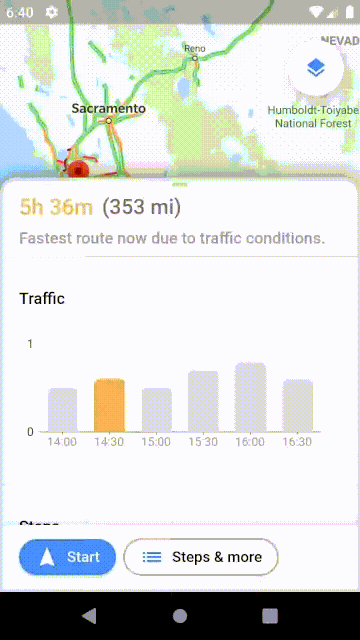 6:40
NEVAD
Reno
Sacramento
Humboldt-Toiyabe
National Forest
5h 36m (353 mi)
Fastest route now due to traffic conditions.
Traffic
1
0
14:00 14:30 15:00 15:30 16:00 16:30
Steps
Start Steps & more